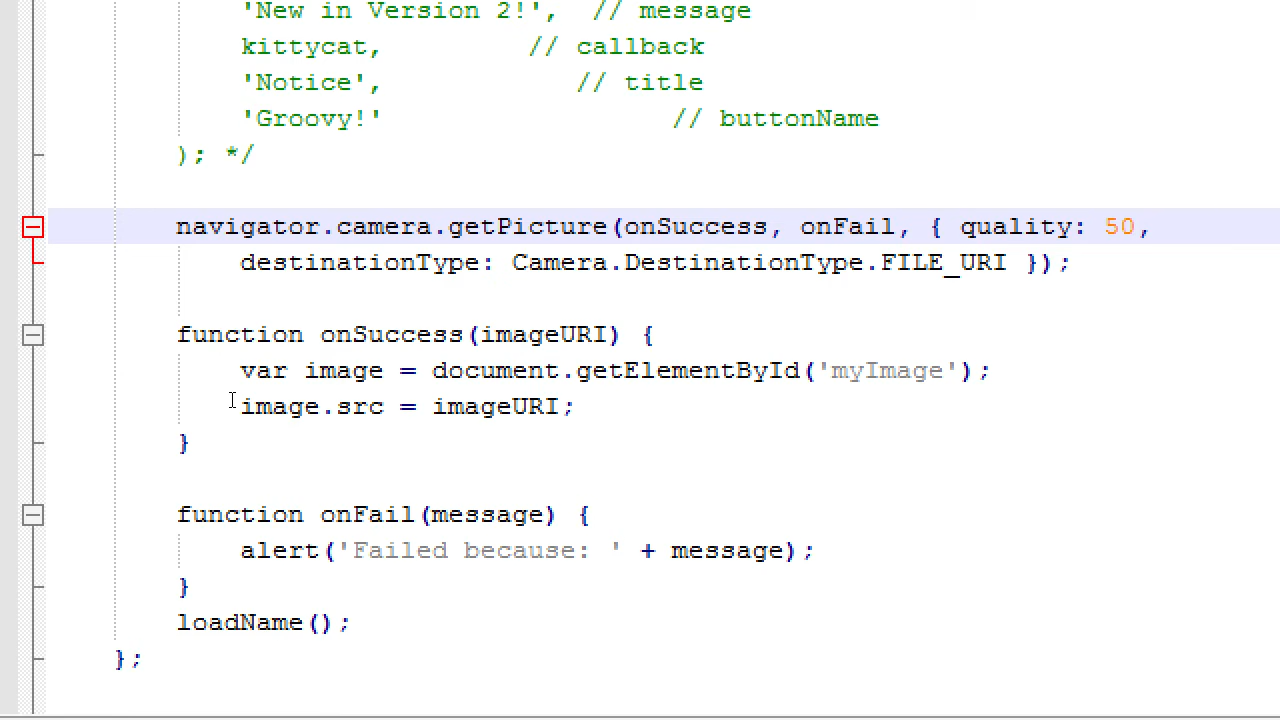 'New in Version 2!',  // message
kittycat,         // callback
'Notice',            // title
'Groovy!'                  // buttonName
); */
navigator.camera.getPicture(onSuccess, onFail, { quality: 50,
destinationType: Camera.DestinationType.FILE_URI });
function onSuccess(imageURI) {
var image = document.getElementById('myImage');
image.src = imageURI;
}
function onFail(message) {
alert('Failed because: ' + message);
}
loadName();
};